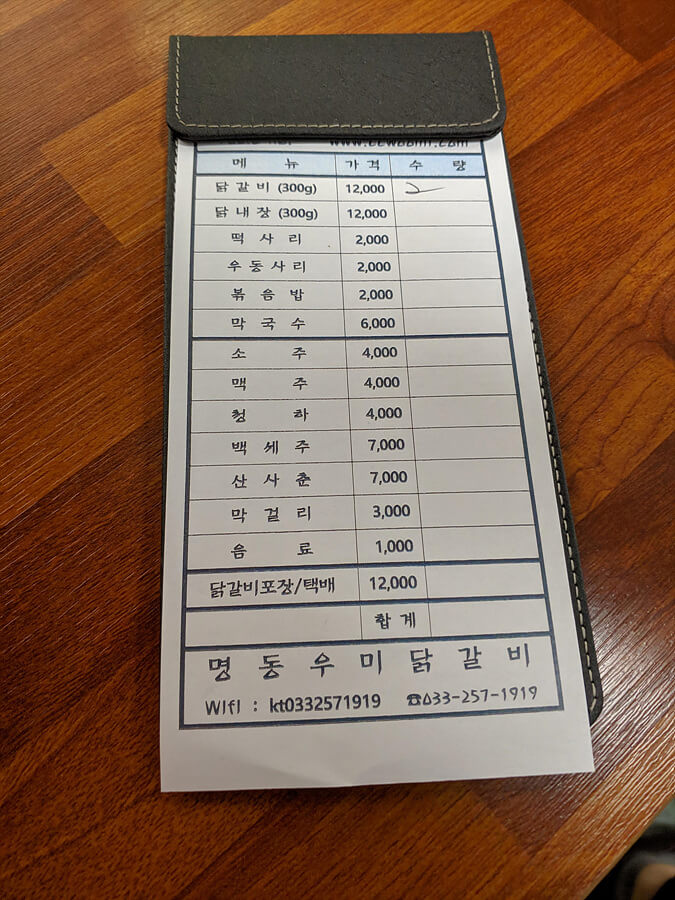 메 뉴 가격 수 량
닭 갈 비 (300g) 12,000 2
닭 내 장 (300g) 12,000
떡 사 리 2,000
우 동 사 리 2,000
볶 음 밥 2,000
막 국 수 6,000
소 주 4,000
맥 주 4,000
청 하 4,000
백 세 주 7,000
산 사 춘 7,000
막 걸 리 3,000
음 료 1,000
닭갈비포장/택배 12,000
합 계
명 동 우 미 닭 갈 비
WIfI : kt0332571919 ☎033-257-1919